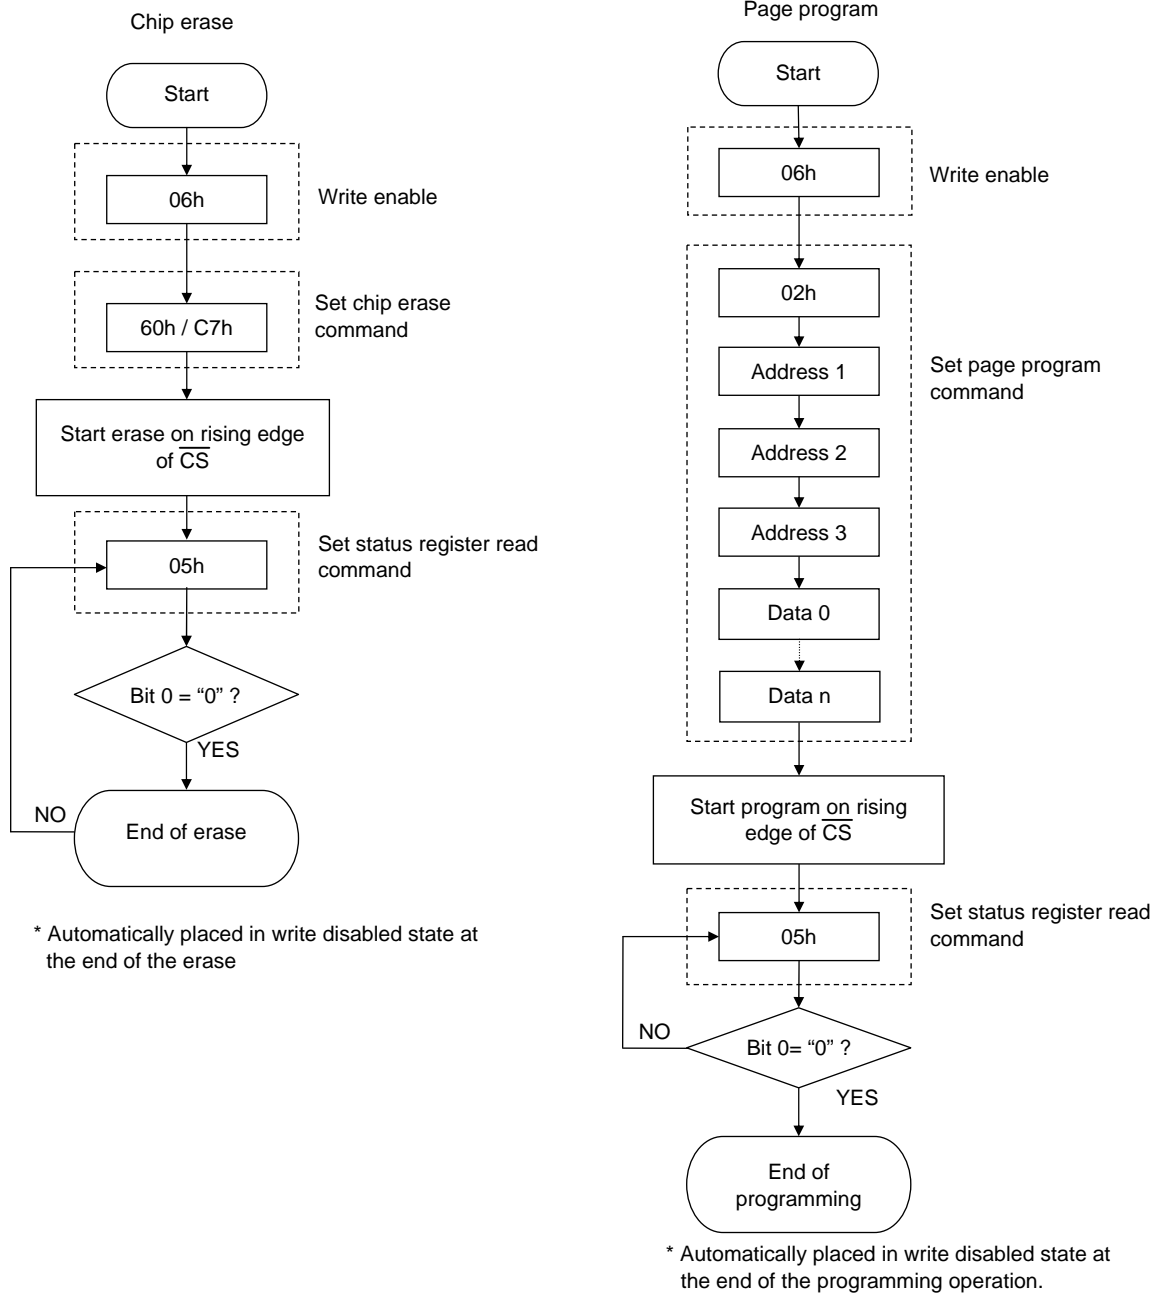 Chip erase
Start
06h
Write enable
60h / C7h
Set chip erase
command
Start erase on rising edge
of C̅S̅
05h
Set status register read
command
Bit 0 = “0” ?
YES
NO
End of erase
* Automatically placed in write disabled state at
the end of the erase
Page program
Start
06h
Write enable
02h
Address 1
Set page program
command
Address 2
Address 3
Data 0
Data n
Start program on rising
edge of C̅S̅
05h
Set status register read
command
NO
Bit 0= “0” ?
YES
End of
programming
* Automatically placed in write disabled state at
the end of the programming operation.